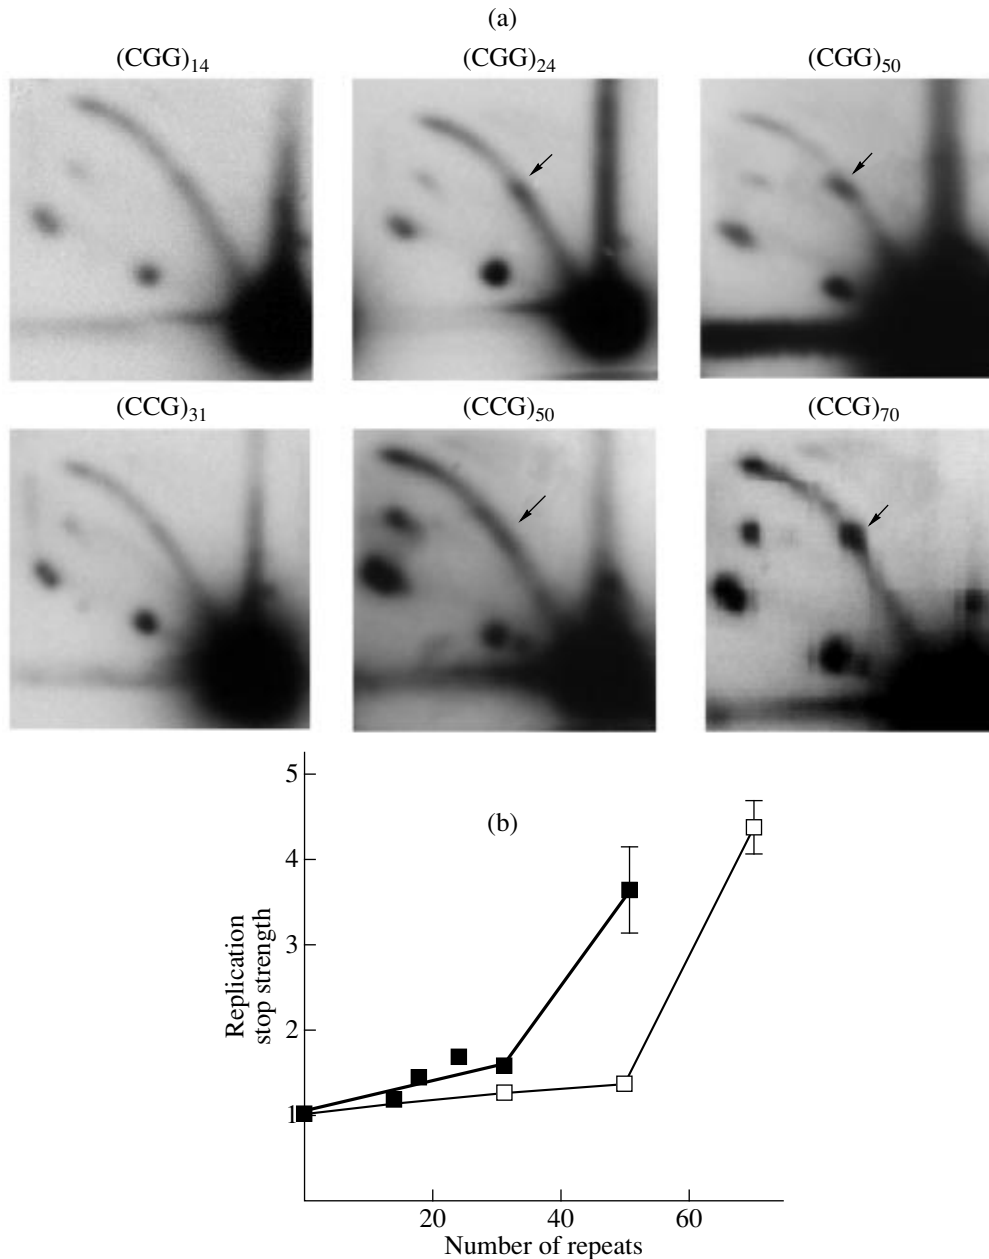 (a)
(CGG)14 (CGG)24 (CGG)50
(CCG)31 (CCG)50 (CCG)70
(b)
5
4
3
2
1
Replication
stop strength
20 40 60
Number of repeats